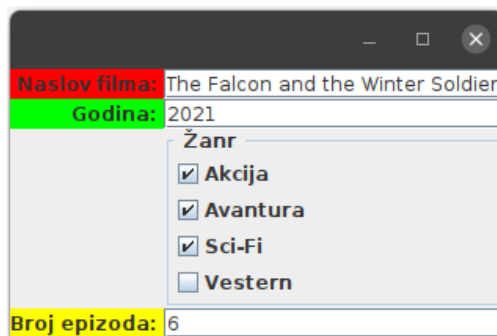 Naslov filma: The Falcon and the Winter Soldier
Godina: 2021
Žanr
Akcija
Avantura
Sci-Fi
Vestern
Broj epizoda: 6